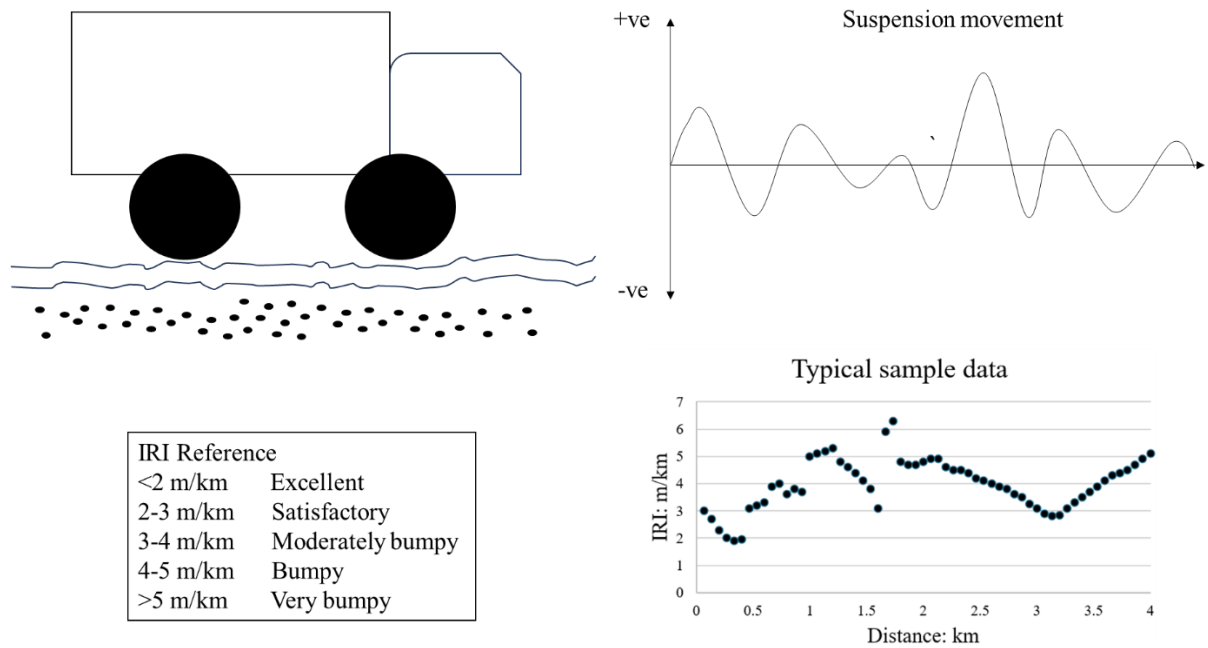 +ve
Suspension movement
`
-ve
IRI Reference
<2 m/km Excellent
2-3 m/km Satisfactory
3-4 m/km Moderately bumpy
4-5 m/km Bumpy
>5 m/km Very bumpy
Typical sample data
IRI: m/km
7
6
5
4
3
2
1
0
0 0.5 1 1.5 2 2.5 3 3.5 4
Distance: km